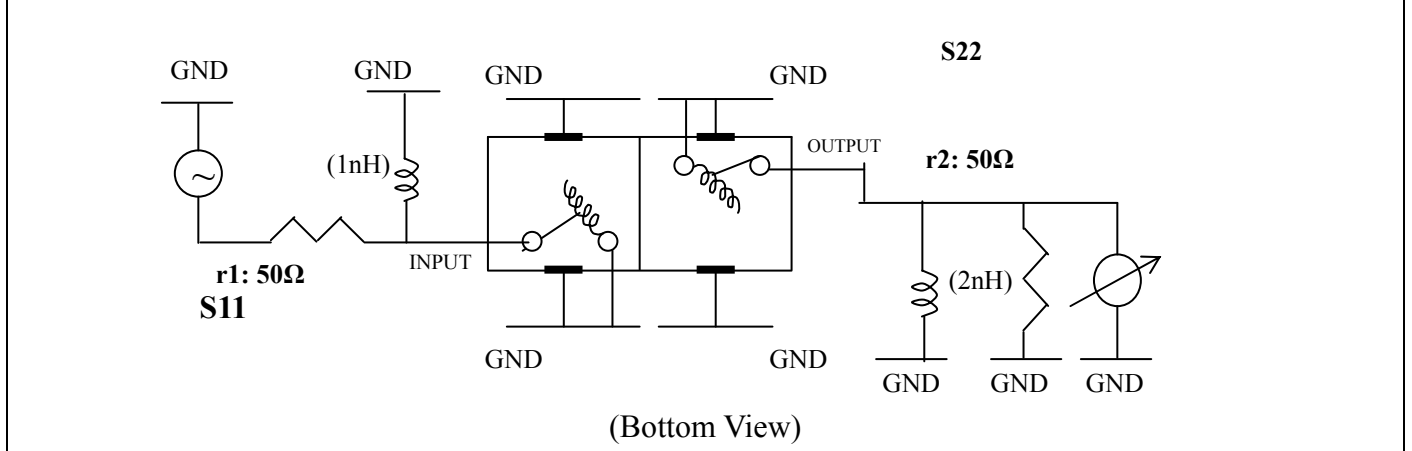 S22
GND
GND
GND
GND
OUTPUT
r2: 50Ω
(1nH)
~
INPUT
r1: 50Ω
S11
(2nH)
GND
GND
GND
GND
GND
(Bottom View)